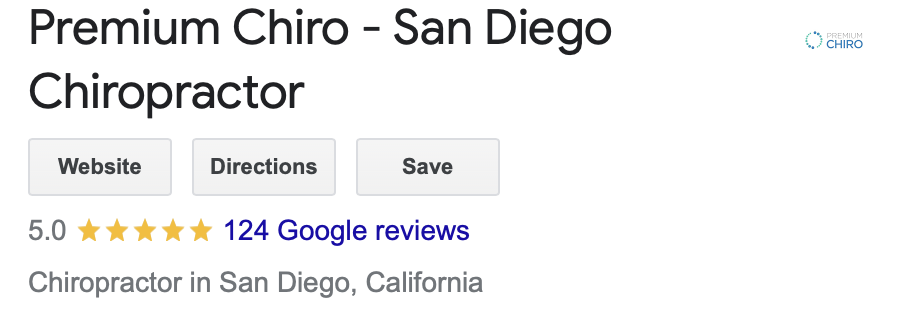 Premium Chiro - San Diego
Chiropractor
PREMIUM
CHIRO
Website Directions Save
5.0 124 Google reviews
Chiropractor in San Diego, California